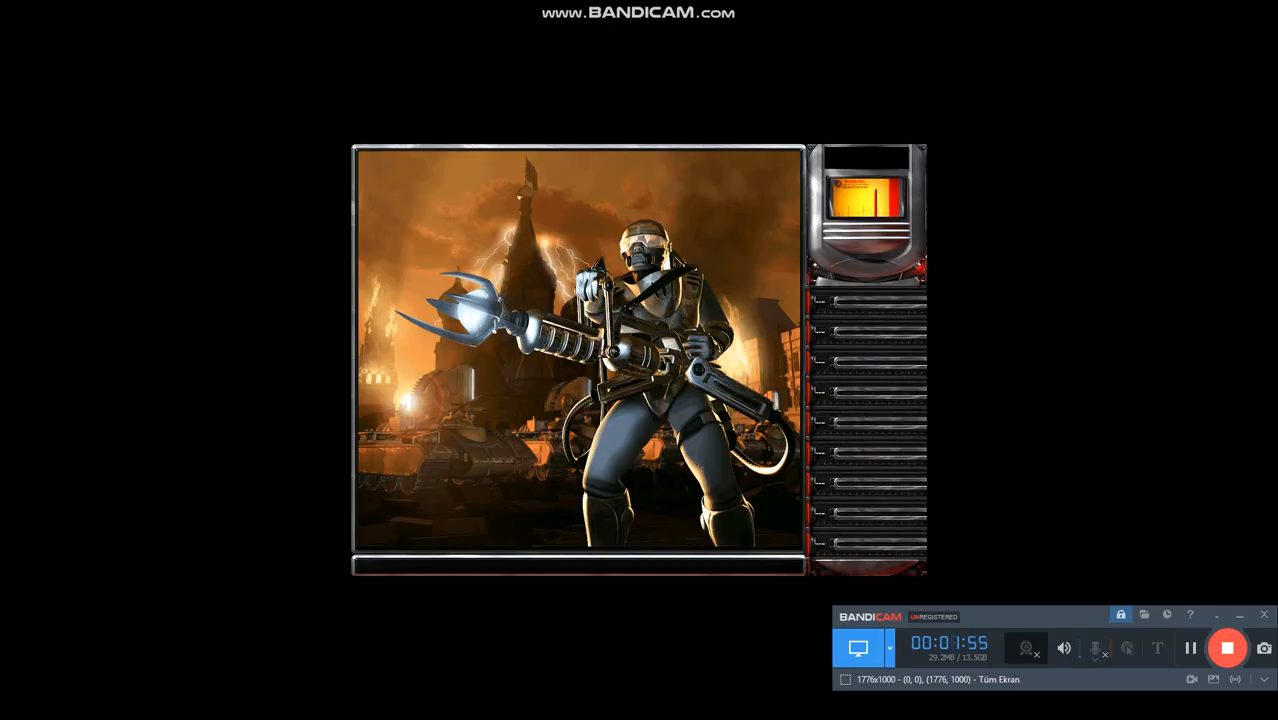 www.BANDICAM.com
BANDICAM UNREGISTERED
?
00:01:55
29.2MB / 13.5GB
T
1776x1000 - (0, 0), (1776, 1000) - Tüm Ekran